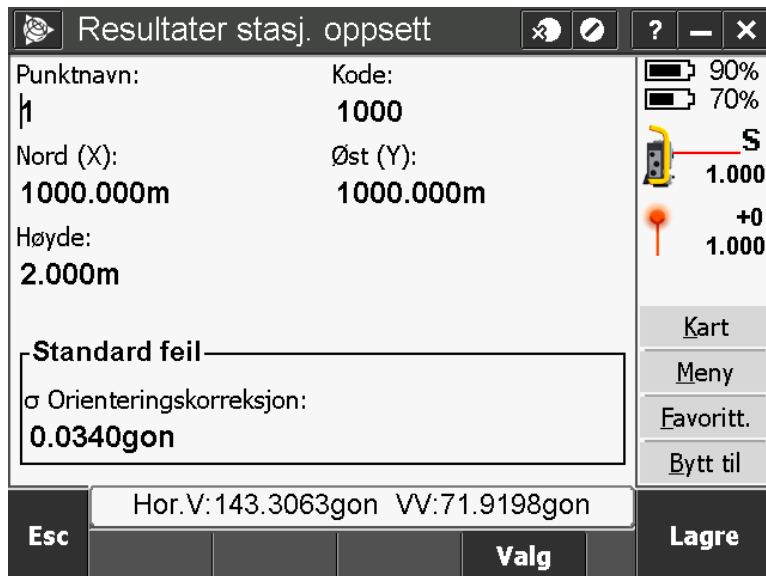 Resultater stasj. oppsett
? – ×
Punktnavn: Kode:
1 1000
Nord (X): Øst (Y):
1000.000m 1000.000m
Høyde:
2.000m
Standard feil
σ Orienteringskorreksjon:
0.0340gon
90%
70%
S
1.000
+0
1.000
Kart
Meny
Favoritt.
Bytt til
Hor.V:143.3063gon VV:71.9198gon
Esc Valg Lagre